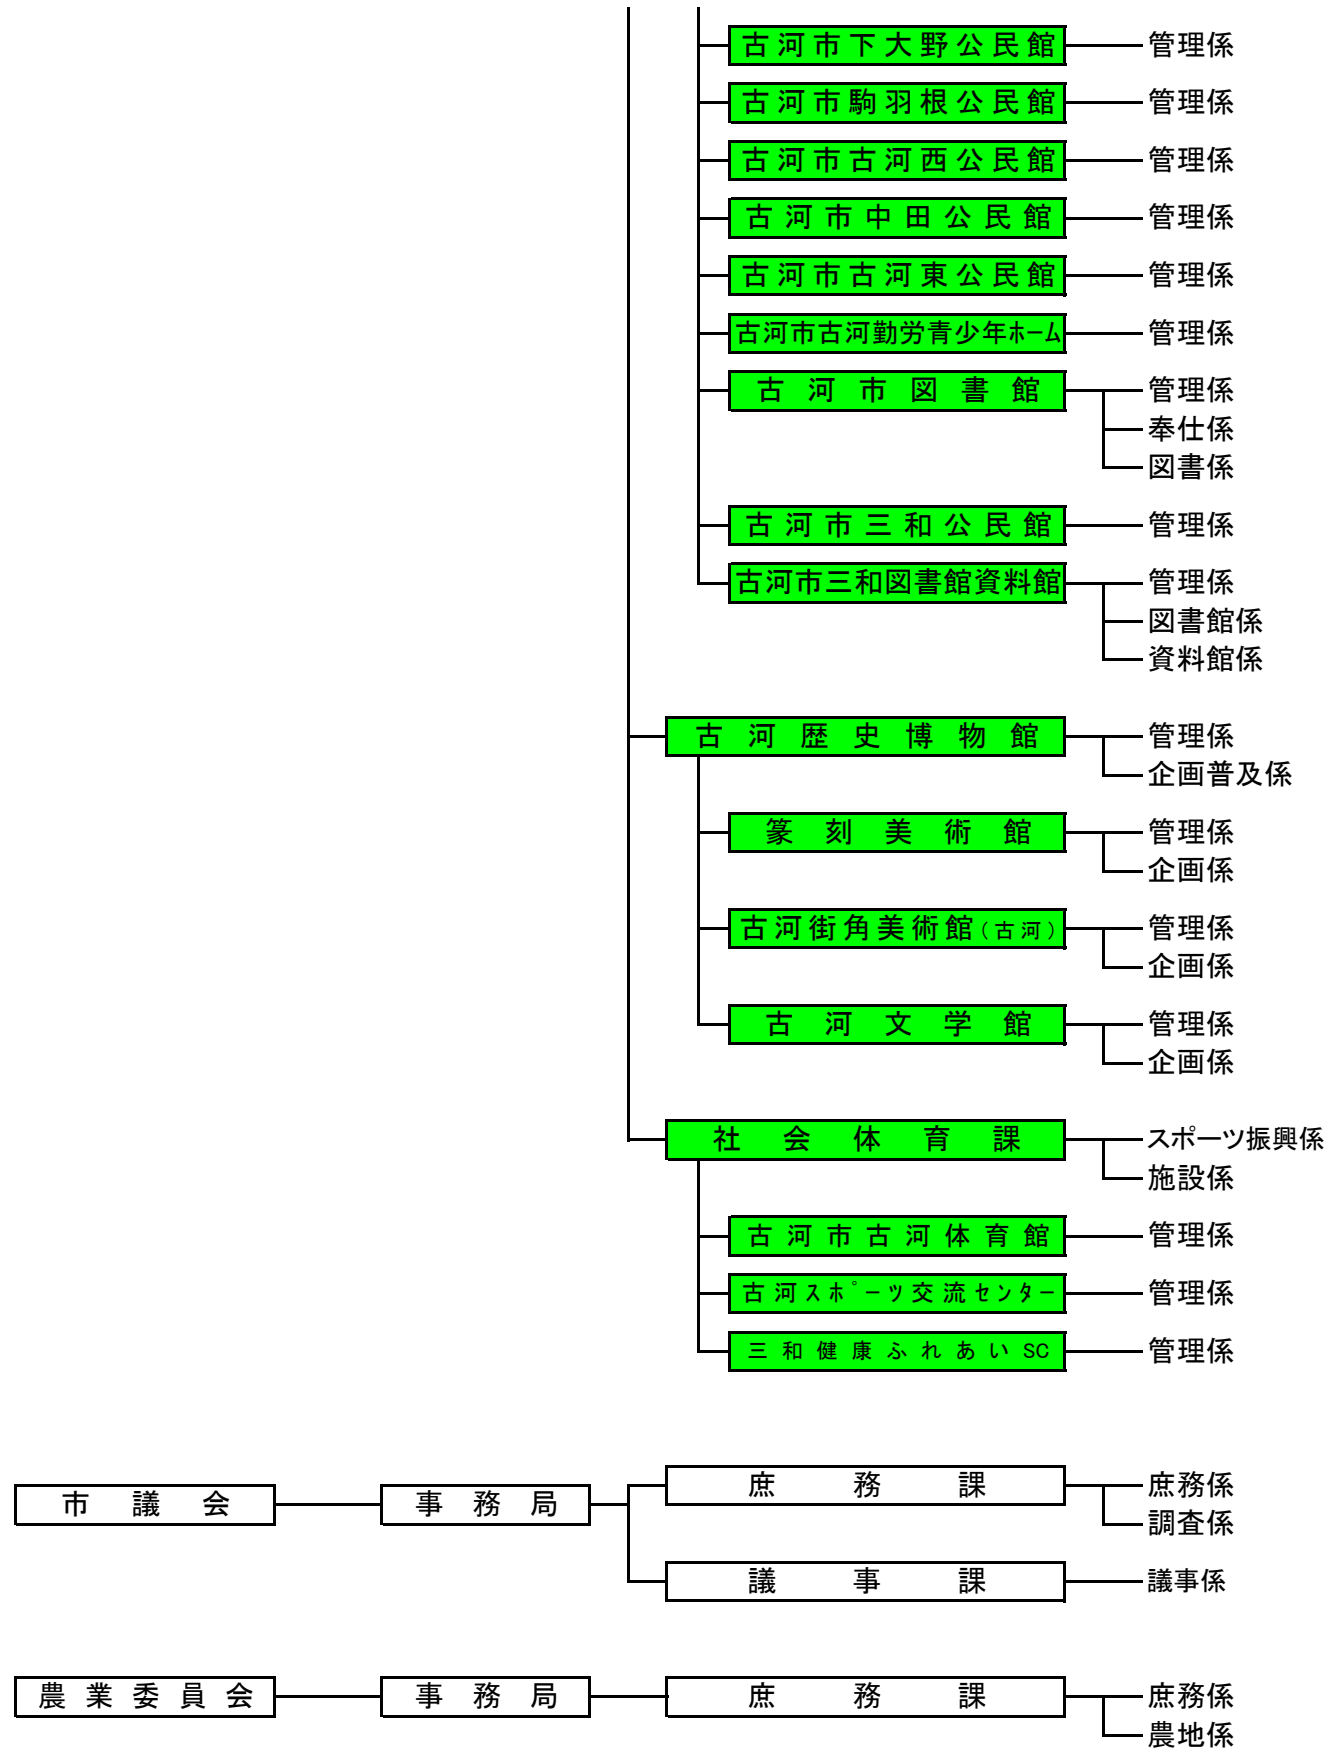 古河市下大野公民館 管理係
古河市駒羽根公民館 管理係
古河市古河西公民館 管理係
古河市中田公民館 管理係
古河市古河東公民館 管理係
古河市古河勤労青少年ﾎｰﾑ 管理係
古河市図書館 管理係
奉仕係
図書係
古河市三和公民館 管理係
古河市三和図書館資料館 管理係
図書館係
資料館係
古河歴史博物館 管理係
企画普及係
篆刻美術館 管理係
企画係
古河街角美術館(古河) 管理係
企画係
古河文学館 管理係
企画係
社会体育課 スポーツ振興係
施設係
古河市古河体育館 管理係
古河ｽﾎﾟｰﾂ交流ｾﾝﾀｰ 管理係
三和健康ふれあいSC 管理係
市議会 事務局 庶務課 庶務係
調査係
議事課 議事係
農業委員会 事務局 庶務課 庶務係
農地係